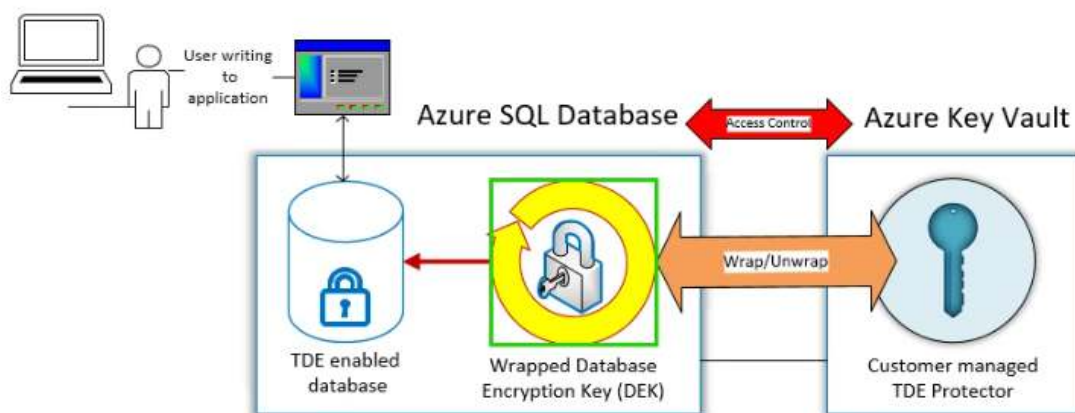 User writing
to
application
Azure SQL Database
Access Control
Azure Key Vault
Wrap/Unwrap
TDE enabled
database
Wrapped Database
Encryption Key (DEK)
Customer managed
TDE Protector